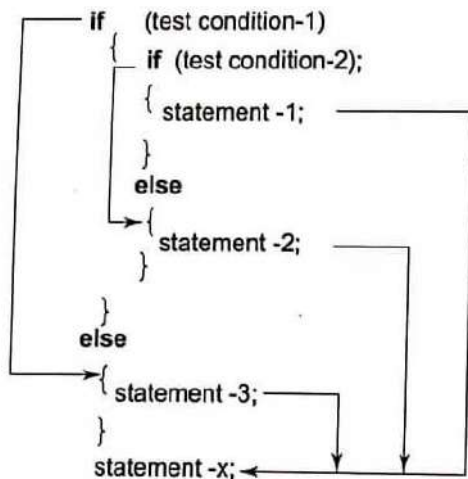 if (test condition-1)
{
if (test condition-2);
{
statement -1;
}
else
{
statement -2;
}
}
else
{
statement -3;
}
statement -x;